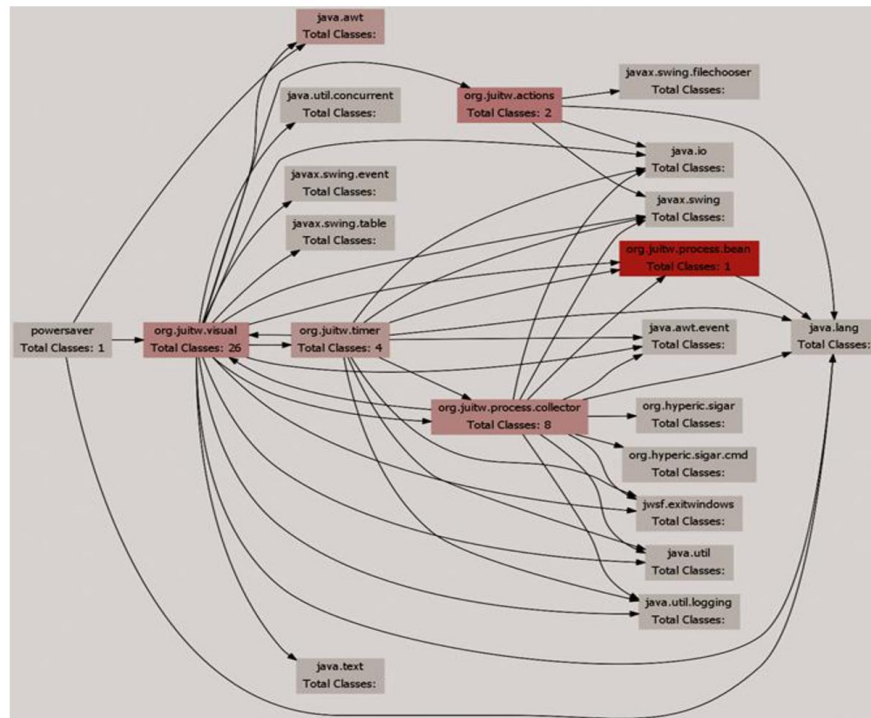 java.awt
Total Classes:
java.util.concurrent
Total Classes:
javax.swing.event
Total Classes:
javax.swing.table
Total Classes:
powersaver
Total Classes: 1
org.juitw.visual
Total Classes: 26
org.juitw.timer
Total Classes: 4
java.text
Total Classes:
org.juitw.actions
Total Classes: 2
org.juitw.process.collector
Total Classes: 8
javax.swing.filechooser
Total Classes:
java.io
Total Classes:
javax.swing
Total Classes:
org.juitw.process.bean
Total Classes: 1
java.awt.event
Total Classes:
org.hyperic.sigar
Total Classes:
org.hyperic.sigar.cmd
Total Classes:
jwsf.exitwindows
Total Classes:
java.util
Total Classes:
java.util.logging
Total Classes:
java.lang
Total Classes: